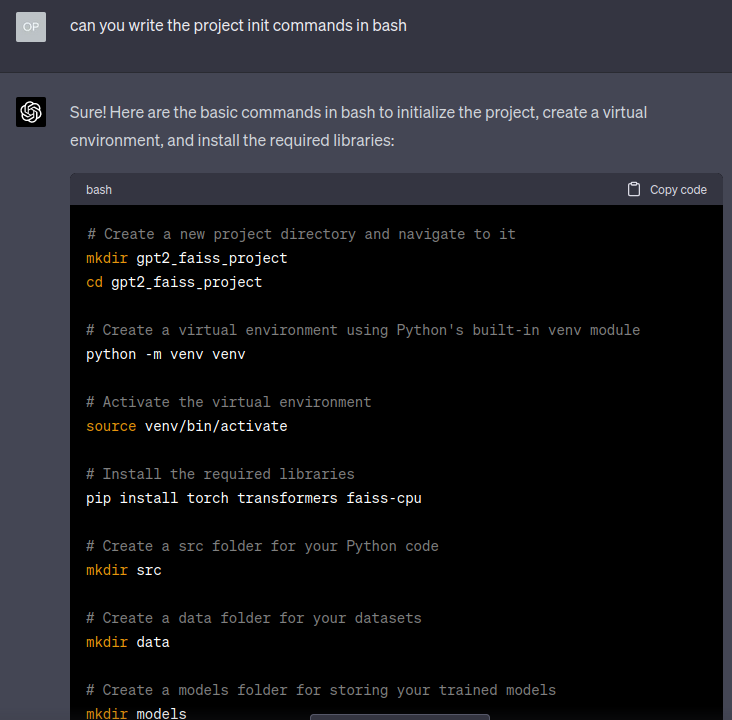 OP
can you write the project init commands in bash
Sure! Here are the basic commands in bash to initialize the project, create a virtual
environment, and install the required libraries:
bash
Copy code
# Create a new project directory and navigate to it
mkdir gpt2_faiss_project
cd gpt2_faiss_project
# Create a virtual environment using Python's built-in venv module
python -m venv venv
# Activate the virtual environment
source venv/bin/activate
# Install the required libraries
pip install torch transformers faiss-cpu
# Create a src folder for your Python code
mkdir src
# Create a data folder for your datasets
mkdir data
# Create a models folder for storing your trained models
mkdir models